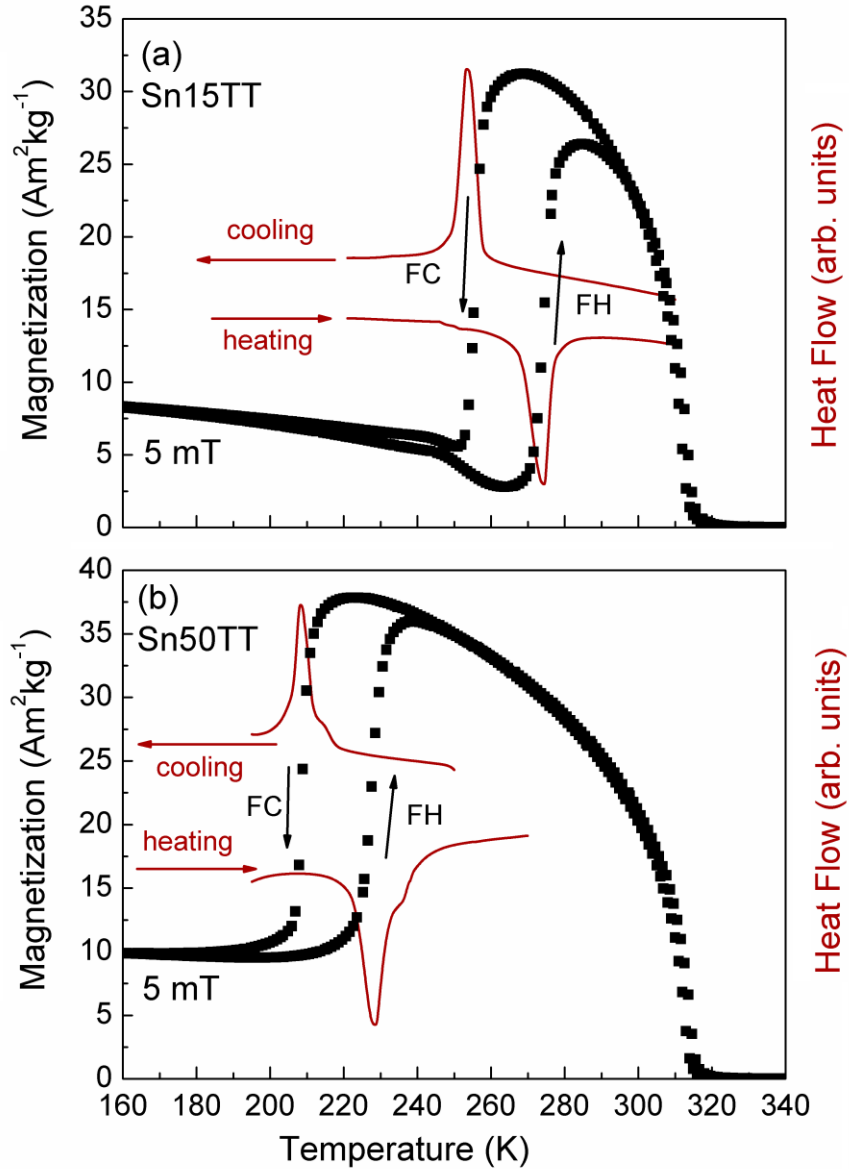 35
30
25
20
15
10
5
0
Magnetization (Am²kg⁻¹)
(a)
Sn15TT
cooling
heating
FC
FH
5 mT
Heat Flow (arb. units)
40
35
30
25
20
15
10
5
0
Magnetization (Am²kg⁻¹)
(b)
Sn50TT
cooling
heating
FC
FH
5 mT
Heat Flow (arb. units)
160 180 200 220 240 260 280 300 320 340
Temperature (K)